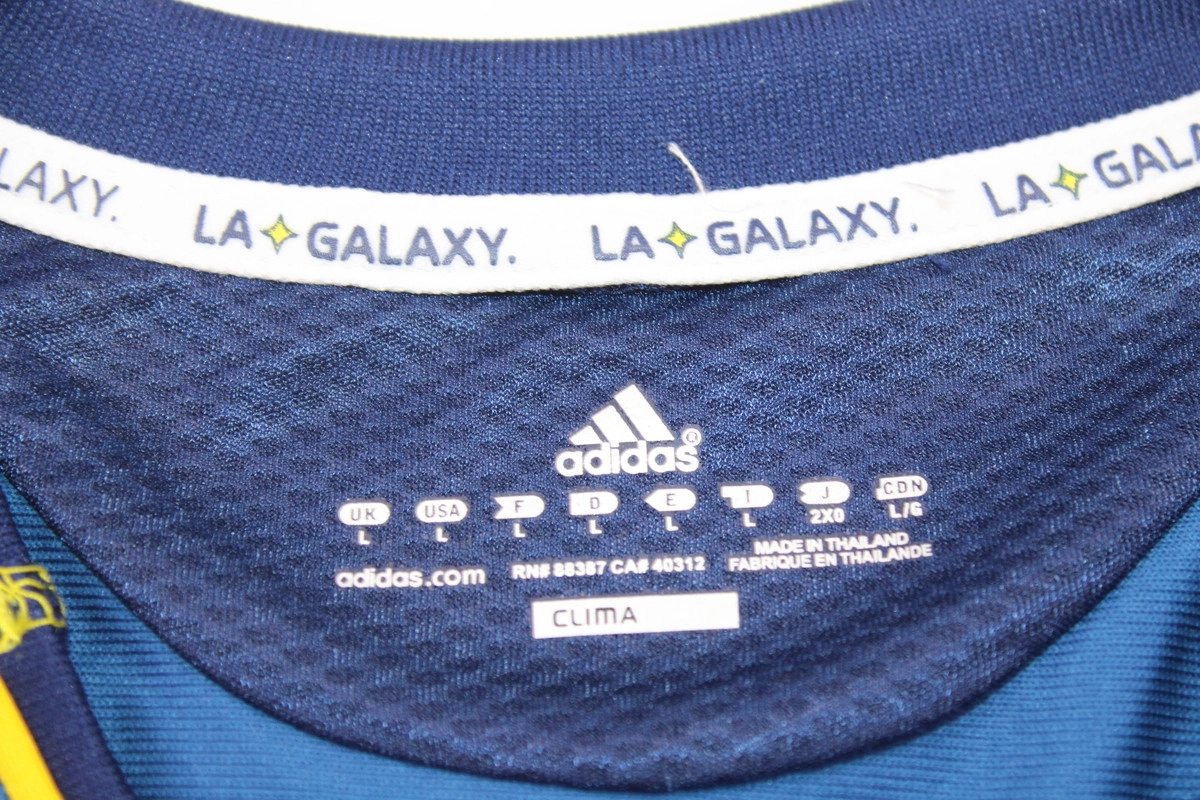 LAXY. LA GALAXY. LA GALAXY. LA GALA
adidas®
UK USA F D E I J CDN
L L L L L L 2XO L/G
adidas.com RN# 88387 CA# 40312 MADE IN THAILAND
FABRIQUE EN THAILANDE
CLIMA